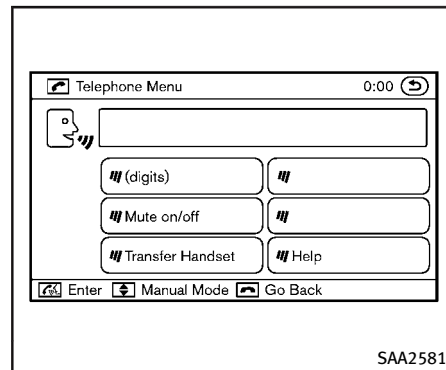 Telephone Menu 0:00
(digits)
Mute on/off
Transfer Handset Help
Enter Manual Mode Go Back
SAA2581